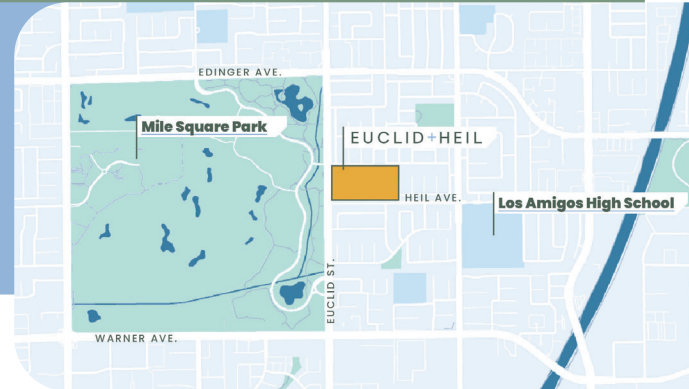 EDINGER AVE.
Mile Square Park
EUCLID+HEIL
HEIL AVE.
Los Amigos High School
EUCLID ST.
WARNER AVE.